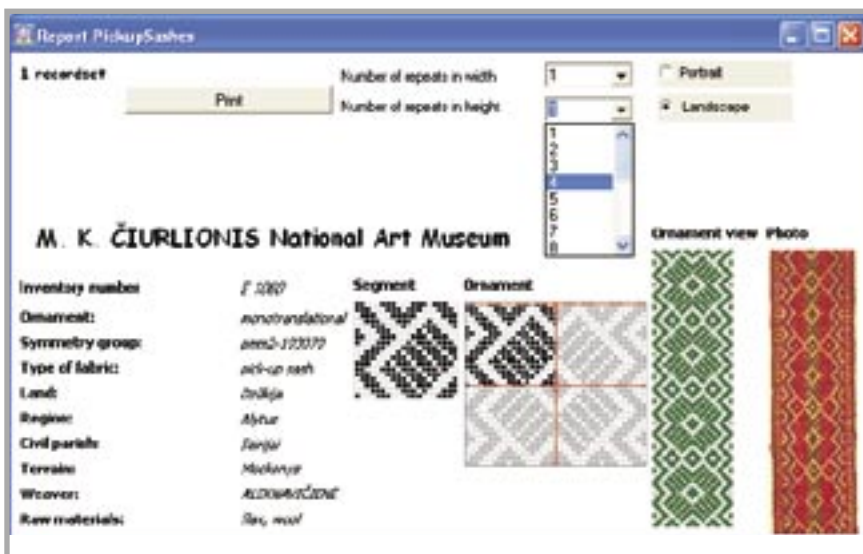 Report PickupSashes
1 recordset
Print
Number of repeats in width 1
Number of repeats in height
Portrait
Landscape
1
2
3
4
5
6
7
8
M. K. ČIURLIONIS National Art Museum
Ornament view Photo
Inventory number
Segment Ornament
Ornament: monotranslational
Symmetry group:
Type of fabric: pick-up sash
Land: Dzūkija
Region: Alytus
Civil parish:
Terrain:
Weaver:
Raw materials: flax, wool